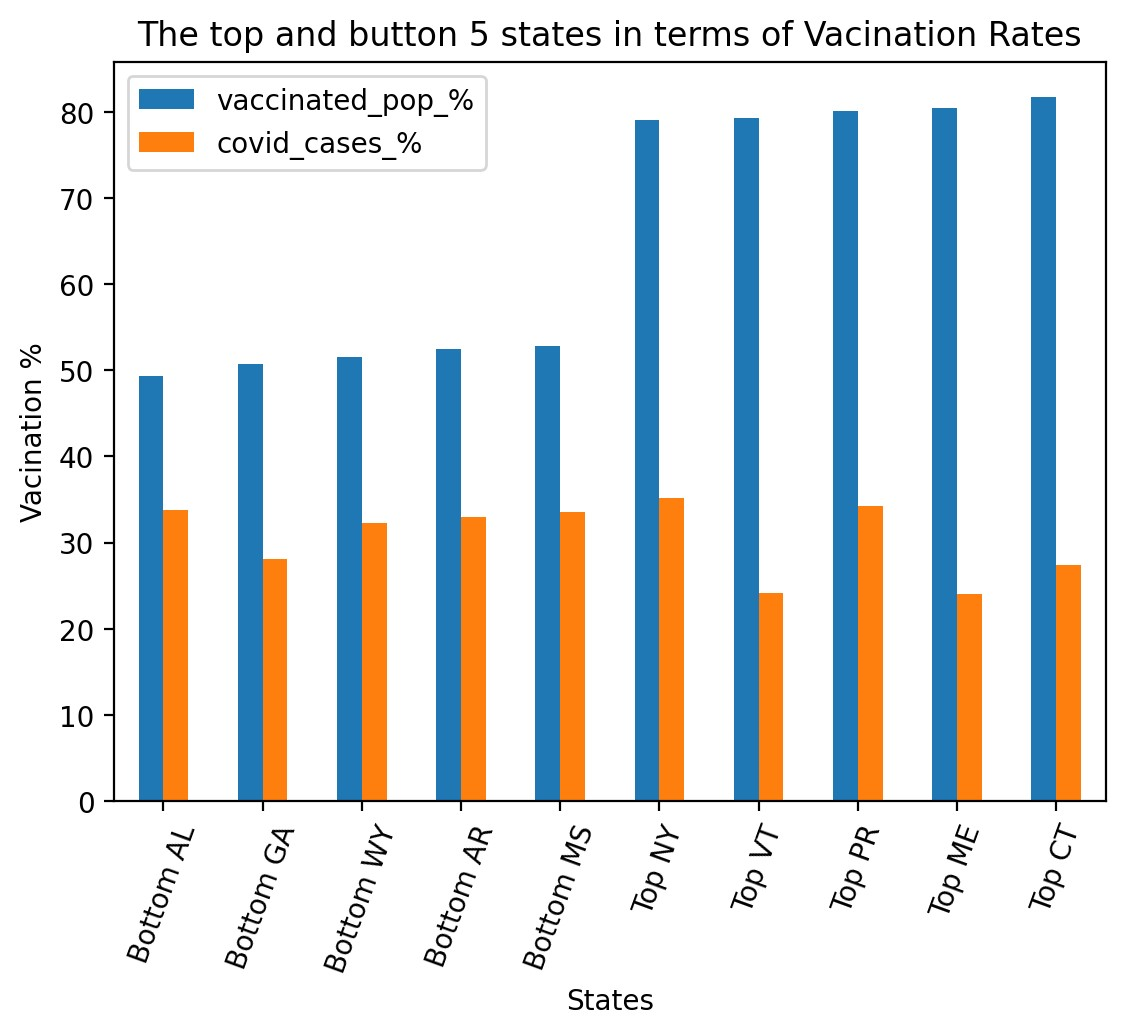 The top and button 5 states in terms of Vacination Rates
vaccinated_pop_%
covid_cases_%
80
70
60
50
40
30
20
10
0
Vacination %
Bottom AL
Bottom GA
Bottom WY
Bottom AR
Bottom MS
Top NY
Top VT
Top PR
Top ME
Top CT
States